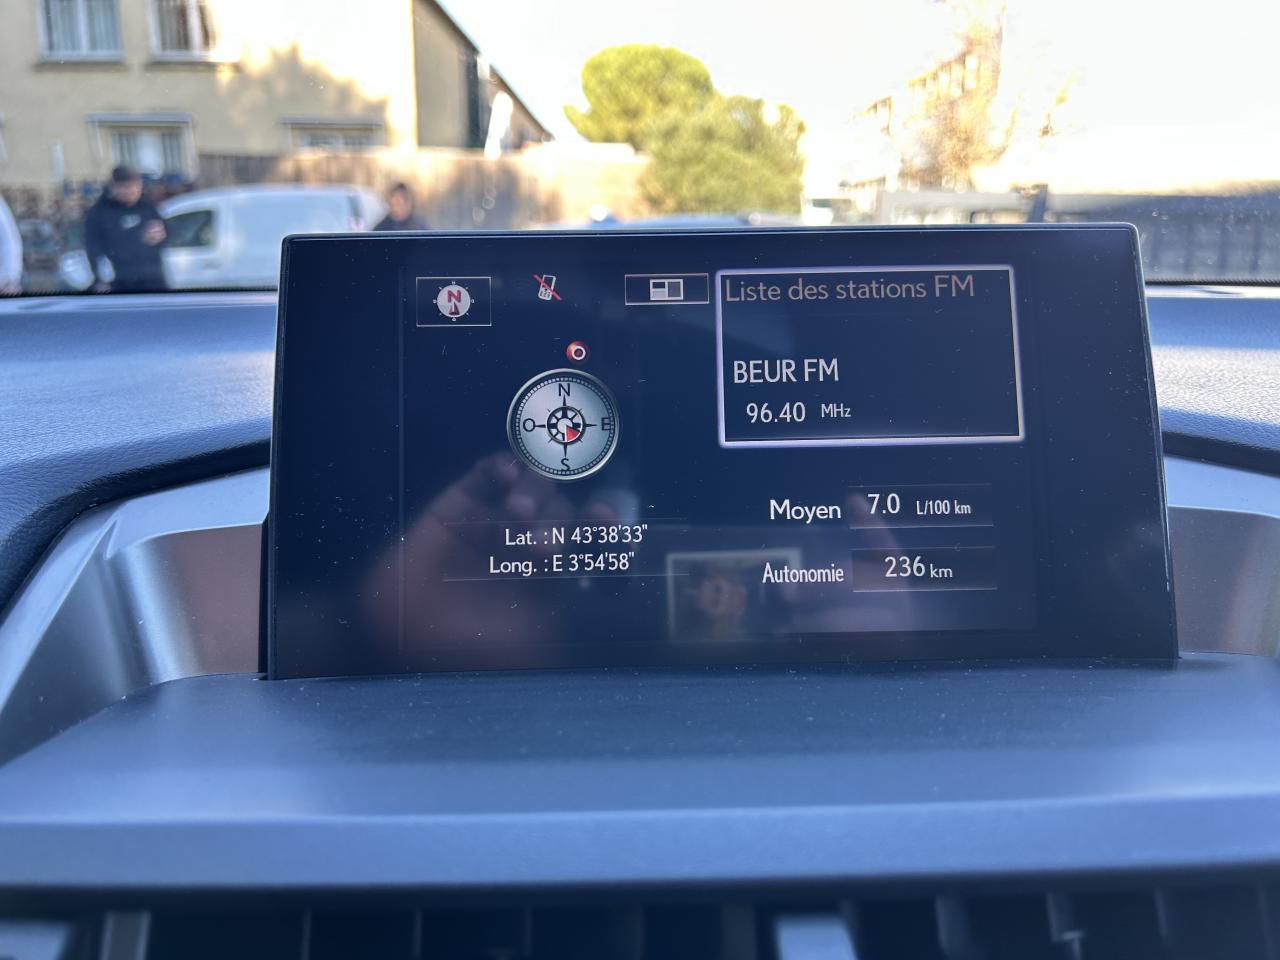 N
Liste des stations FM
BEUR FM
96.40 MHz
N
O E
S
Lat. : N 43°38'33"
Long. : E 3°54'58"
Moyen 7.0 L/100 km
Autonomie 236 km